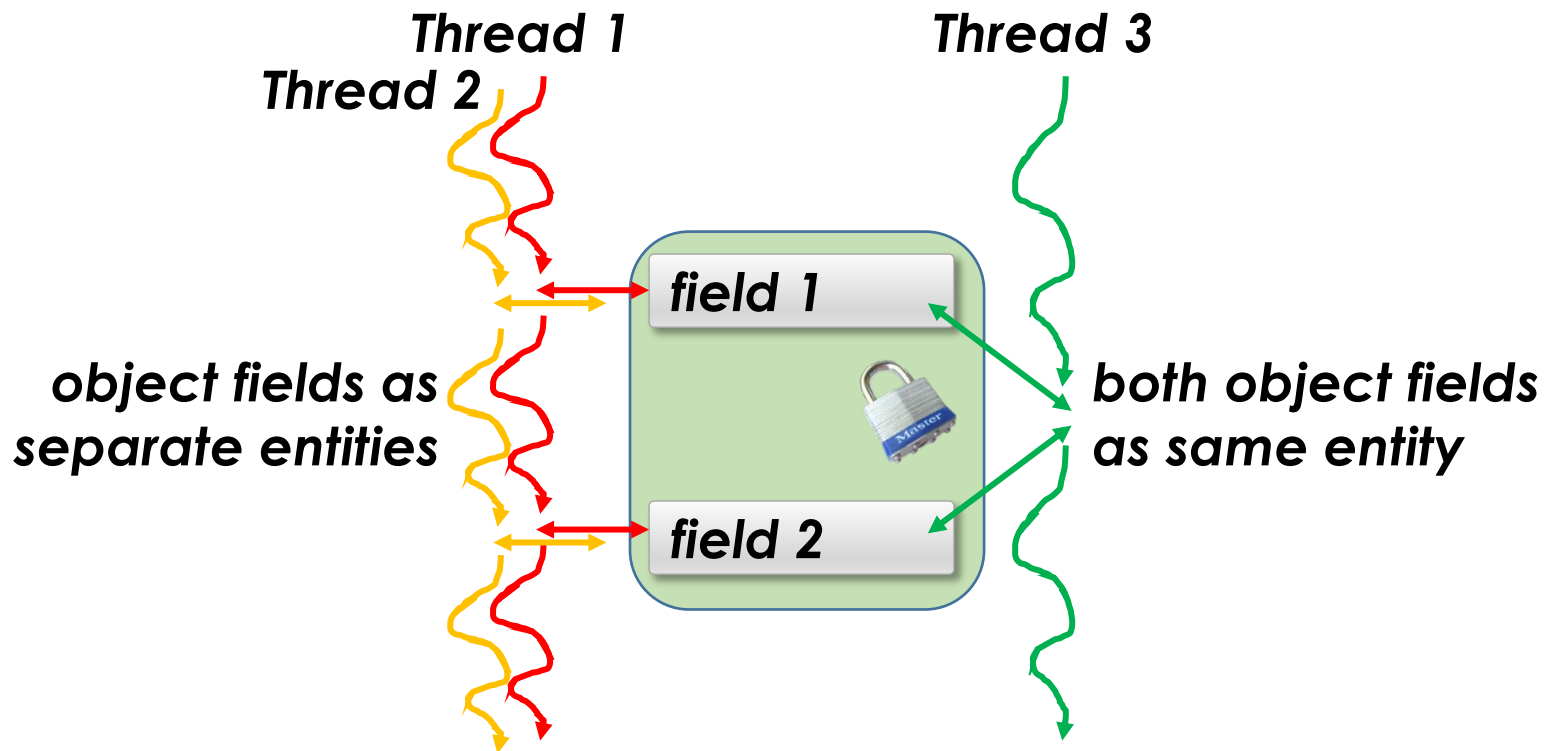 Thread 1
Thread 3
Thread 2
field 1
object fields as
separate entities
Master
both object fields
as same entity
field 2